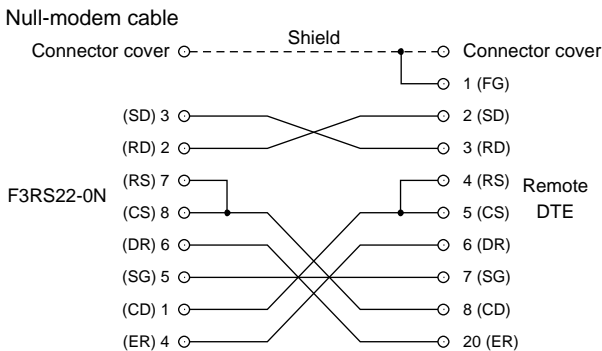 Null-modem cable
Connector cover Shield Connector cover
1 (FG)
(SD) 3 2 (SD)
(RD) 2 3 (RD)
(RS) 7 4 (RS)
F3RS22-0N Remote
(CS) 8 5 (CS) DTE
(DR) 6 6 (DR)
(SG) 5 7 (SG)
(CD) 1 8 (CD)
(ER) 4 20 (ER)